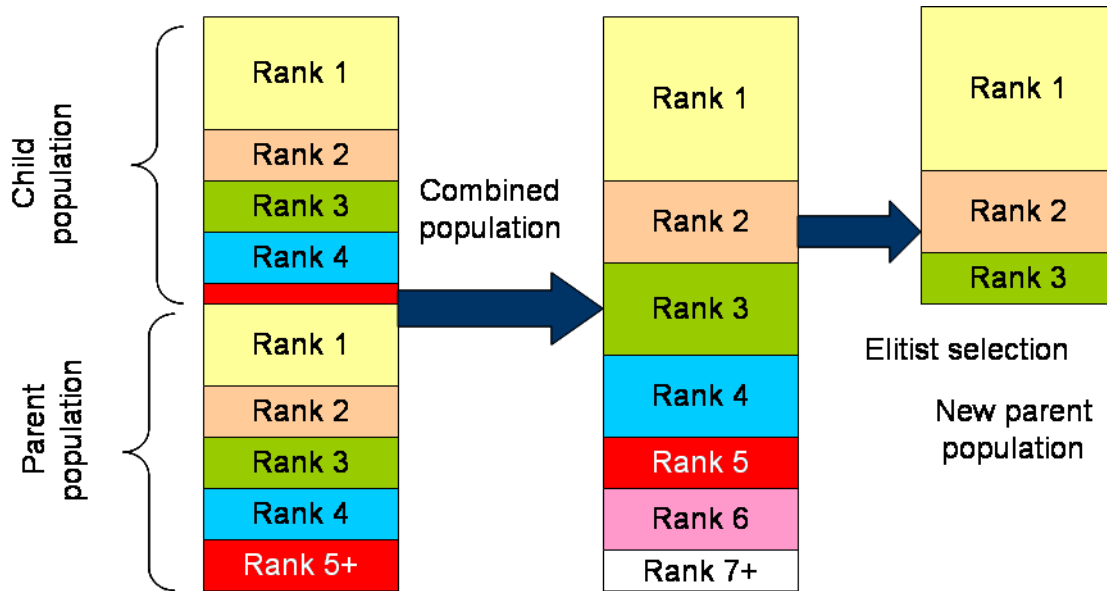 Child
population
Rank 1
Rank 2
Rank 3
Rank 4
Parent
population
Rank 1
Rank 2
Rank 3
Rank 4
Rank 5+
Combined
population
Rank 1
Rank 2
Rank 3
Rank 4
Rank 5
Rank 6
Rank 7+
Rank 1
Rank 2
Rank 3
Elitist selection
New parent
population